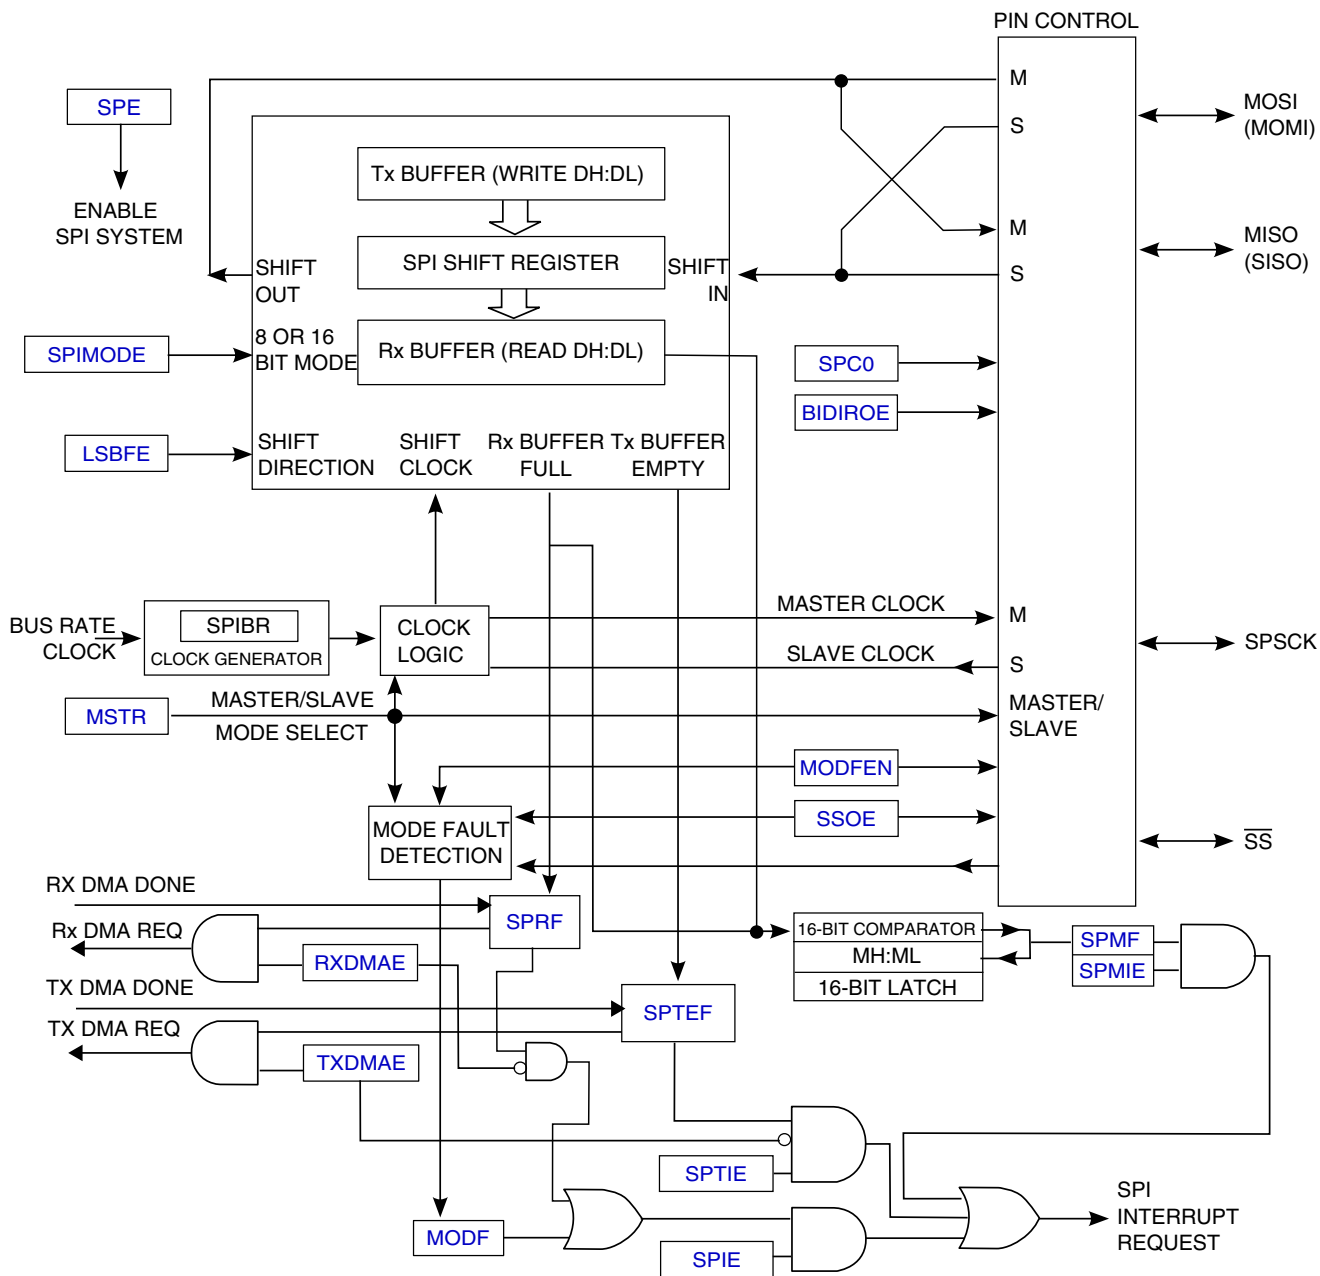 PIN CONTROL
SPE
ENABLE
SPI SYSTEM
Tx BUFFER (WRITE DH:DL)
SPI SHIFT REGISTER
Rx BUFFER (READ DH:DL)
SHIFT
OUT
SHIFT
IN
8 OR 16
BIT MODE
SPIMODE
LSBFE
SHIFT
DIRECTION
SHIFT
CLOCK
Rx BUFFER
FULL
Tx BUFFER
EMPTY
M
S
M
S
MOSI
(MOMI)
MISO
(SISO)
SPC0
BIDIROE
BUS RATE
CLOCK
SPIBR
CLOCK GENERATOR
CLOCK
LOGIC
MASTER CLOCK
M
SLAVE CLOCK
S
SPSCK
MSTR
MASTER/SLAVE
MODE SELECT
MASTER/
SLAVE
MODFEN
SSOE
MODE FAULT
DETECTION
SS
RX DMA DONE
SPRF
Rx DMA REQ
RXDMAE
TX DMA DONE
SPTEF
TX DMA REQ
TXDMAE
16-BIT COMPARATOR
MH:ML
16-BIT LATCH
SPMF
SPMIE
SPTIE
MODF
SPIE
SPI
INTERRUPT
REQUEST